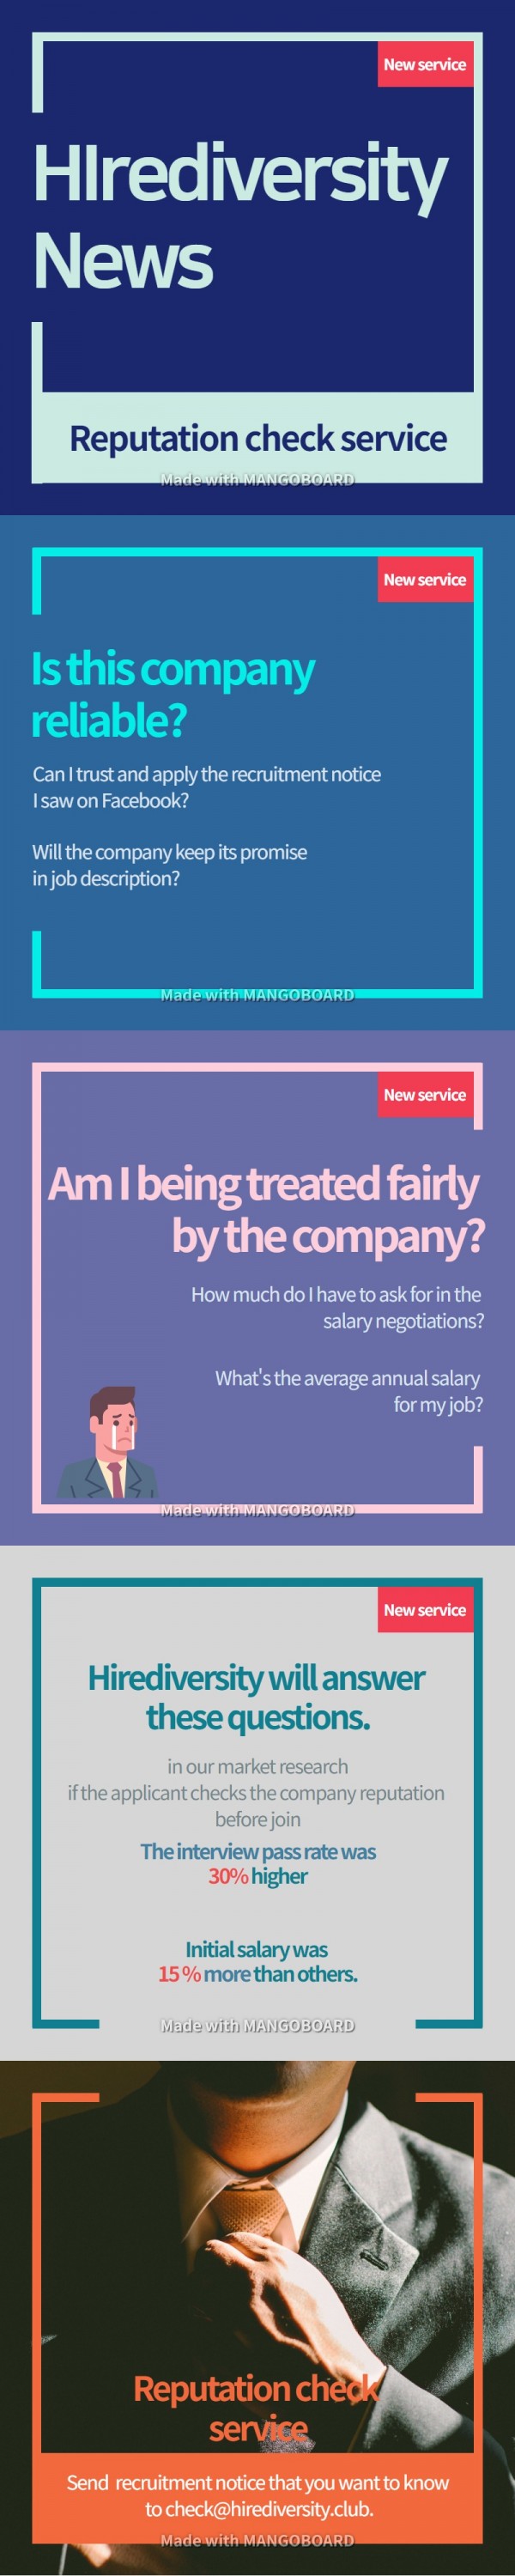 New service
HIrediversity
News
Reputation check service
Made with MANGOBOARD
New service
Is this company
reliable?
Can I trust and apply the recruitment notice
I saw on Facebook?
Will the company keep its promise
in job description?
Made with MANGOBOARD
New service
Am I being treated fairly
by the company?
How much do I have to ask for in the
salary negotiations?
What's the average annual salary
for my job?
Made with MANGOBOARD
New service
Hirediversity will answer
these questions.
in our market research
if the applicant checks the company reputation
before join
The interview pass rate was
30% higher
Initial salary was
15 % more than others.
Made with MANGOBOARD
Reputation check
service
Send recruitment notice that you want to know
to check@hirediversity.club.
Made with MANGOBOARD